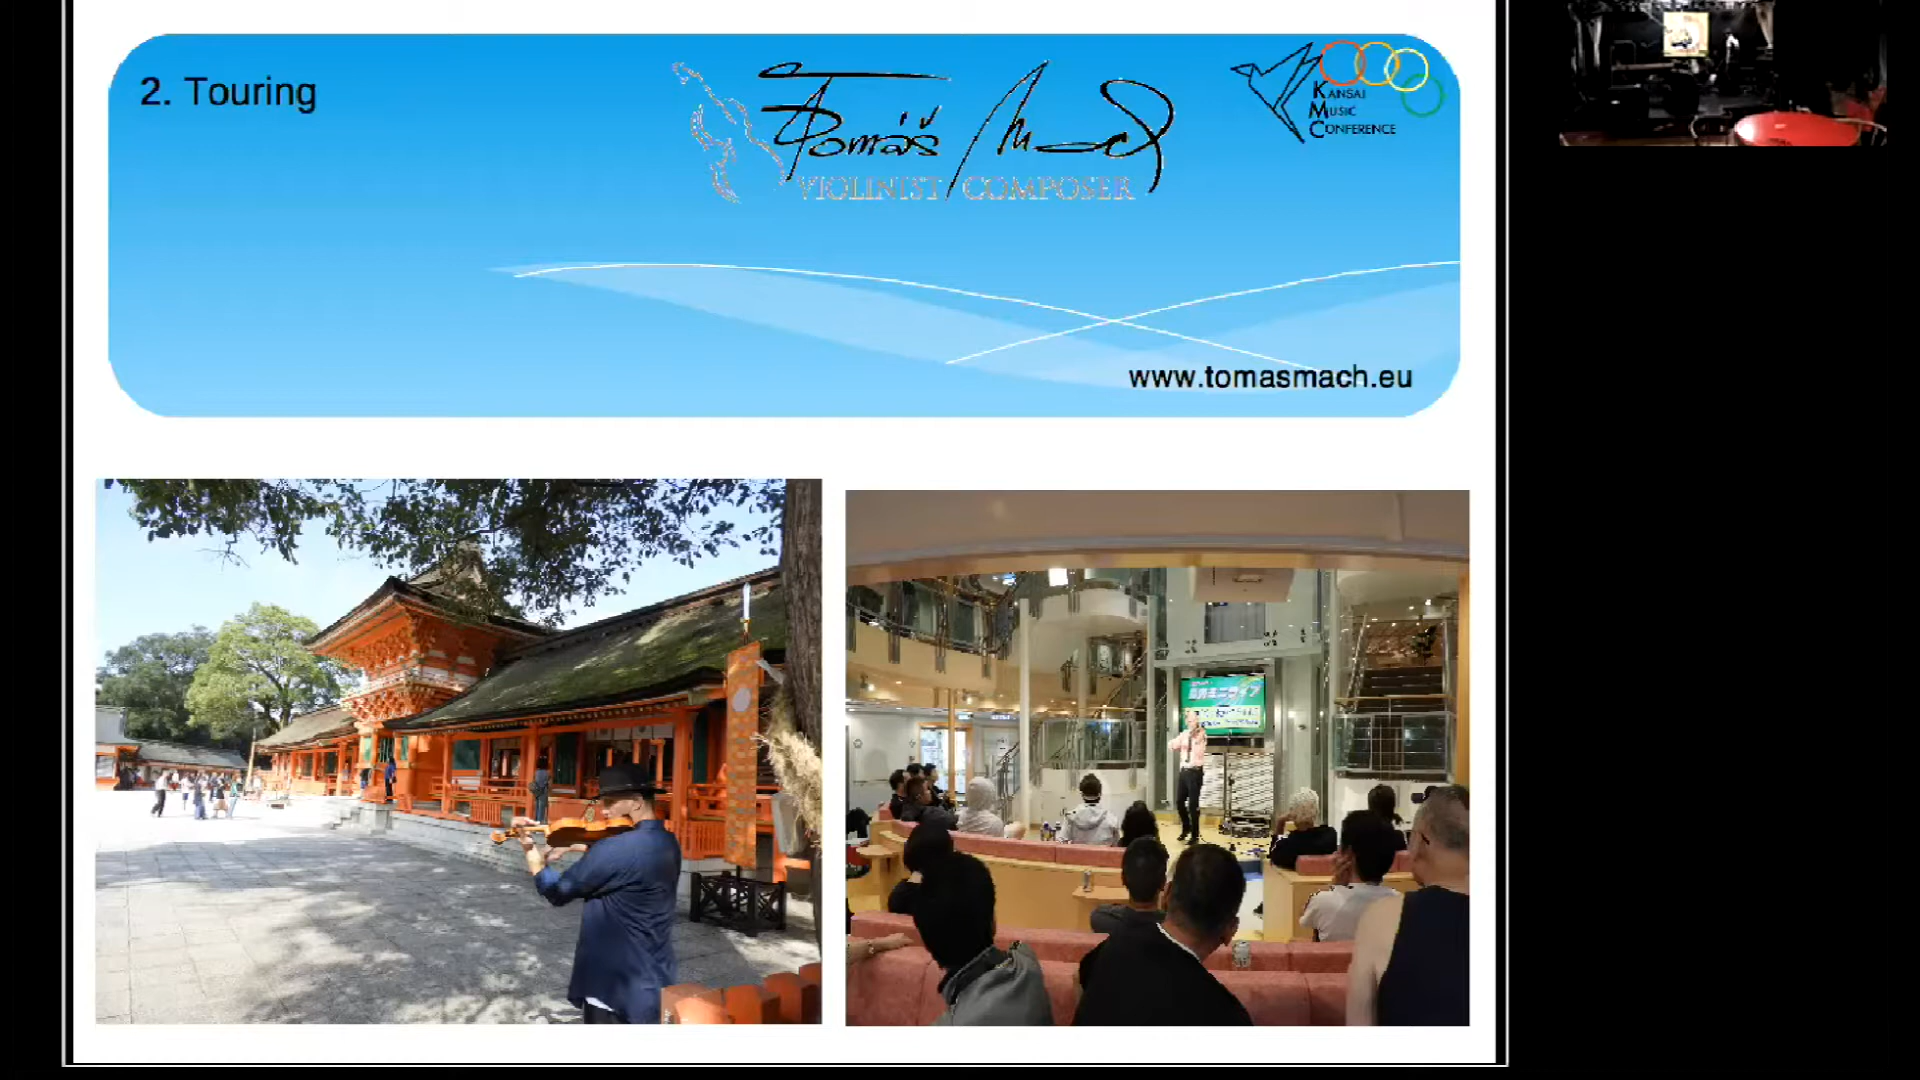 2. Touring
Tomáš Mach
VIOLINIST COMPOSER
KANSAI
MUSIC
CONFERENCE
www.tomasmach.eu